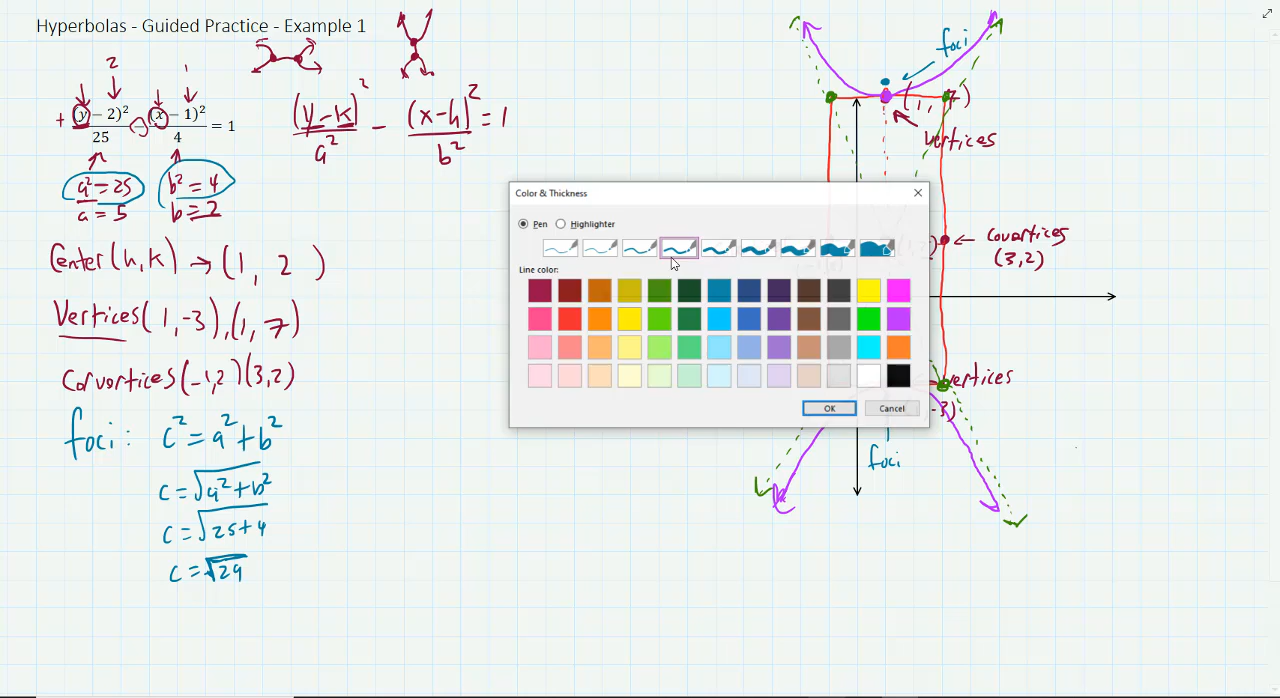 Hyperbolas - Guided Practice - Example 1
2 1
+ (y - 2)² / 25 - (x - 1)² / 4 = 1
(y-k)² / a² - (x-h)² / b² = 1
a² = 25 b² = 4
a = 5 b = 2
Center (h, k) → (1, 2)
Vertices (1, -3), (1, 7)
Covortices (-1,2) (3,2)
foci: c² = a² + b²
c = √a² + b²
c = √25+4
c = √29
foci
(1, 7)
vertices
Color & Thickness
Pen Highlighter
Line color:
OK Cancel
← covertices
(3,2)
vertices
-3)
foci